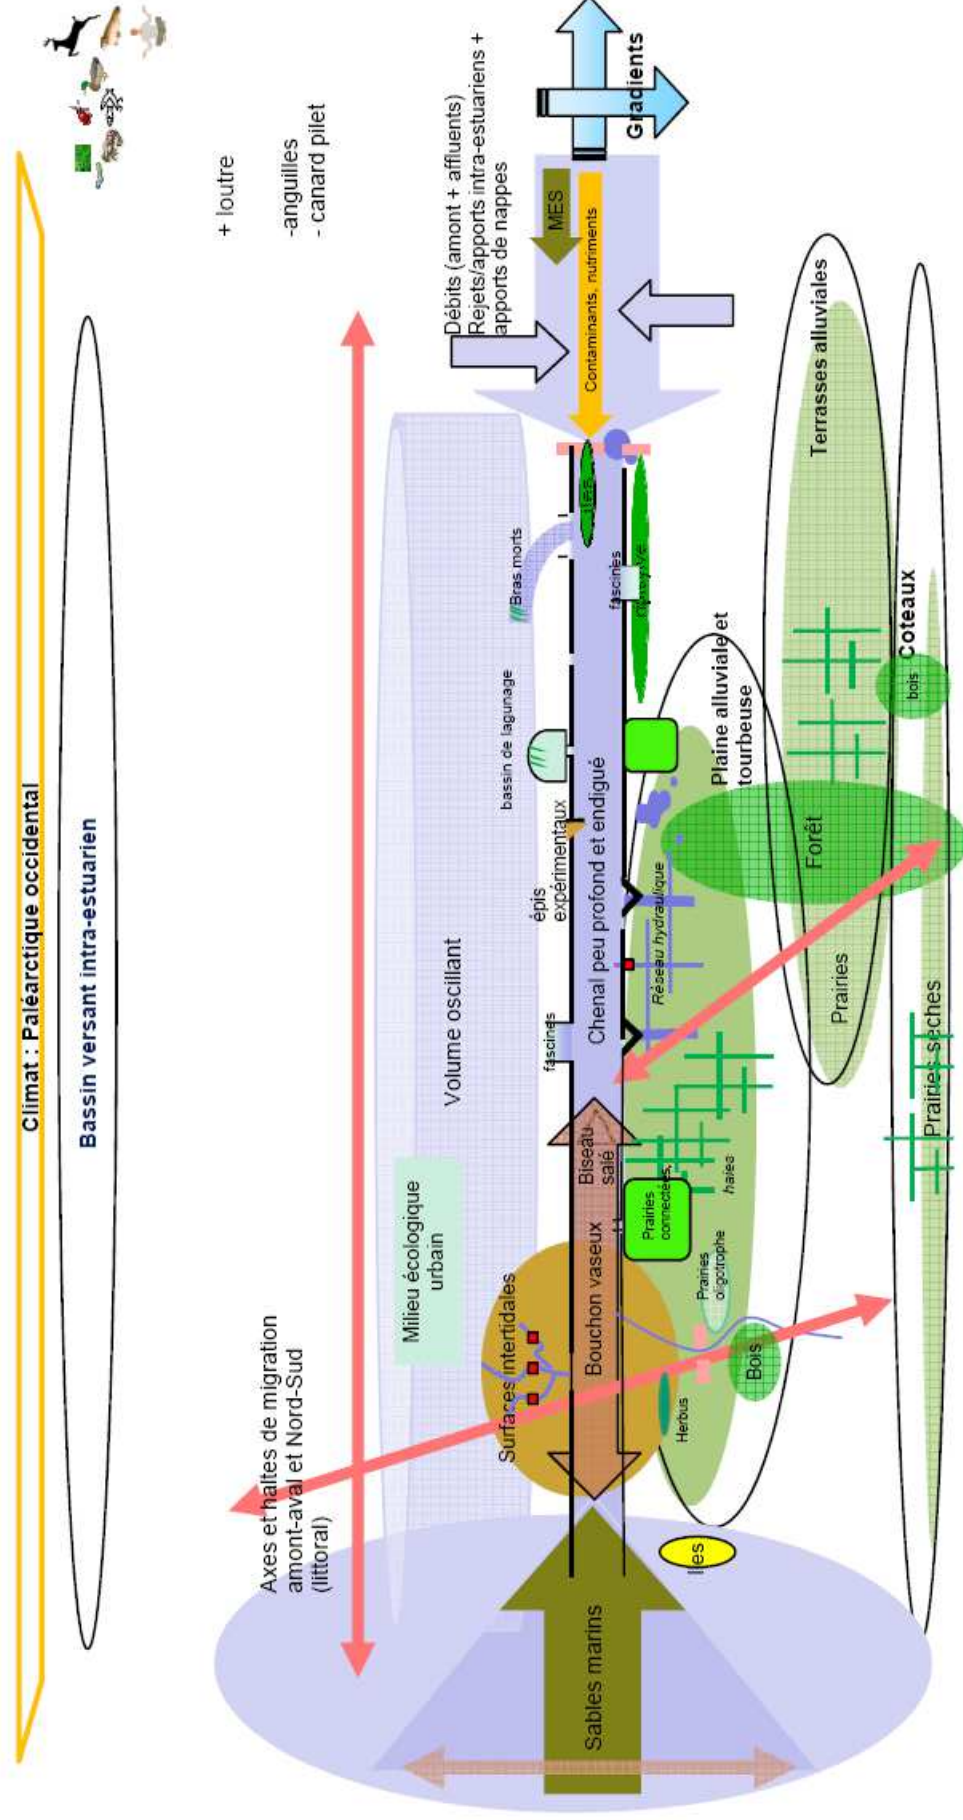 Climat : Paléarctique occidental
Bassin versant intra-estuarien
+ loutre
-anguilles
- canard pilet
Axes et haltes de migration
amont-aval et Nord-Sud
(littoral)
Débits (amont + affluents)
Rejets/apports intra-estuariens +
apports de nappes
Milieu écologique
urbain
Volume oscillant
Surfaces intertidales
fascines
épis
expérimentaux
bassin de lagunage
Bras morts
MES
Contaminants, nutriments
Gradients
Sables marins
Bouchon vaseux
Biseau
salé
Chenal peu profond et endigué
Iles
fascines
Iles
Herbus
Prairies
connectées,
Prairies
oligotrophe
haies
Bois
Réseau hydraulique
Plaine alluviale et
tourbeuse
Forêt
Prairies
Terrasses alluviales
Prairies sèches
bois
Coteaux